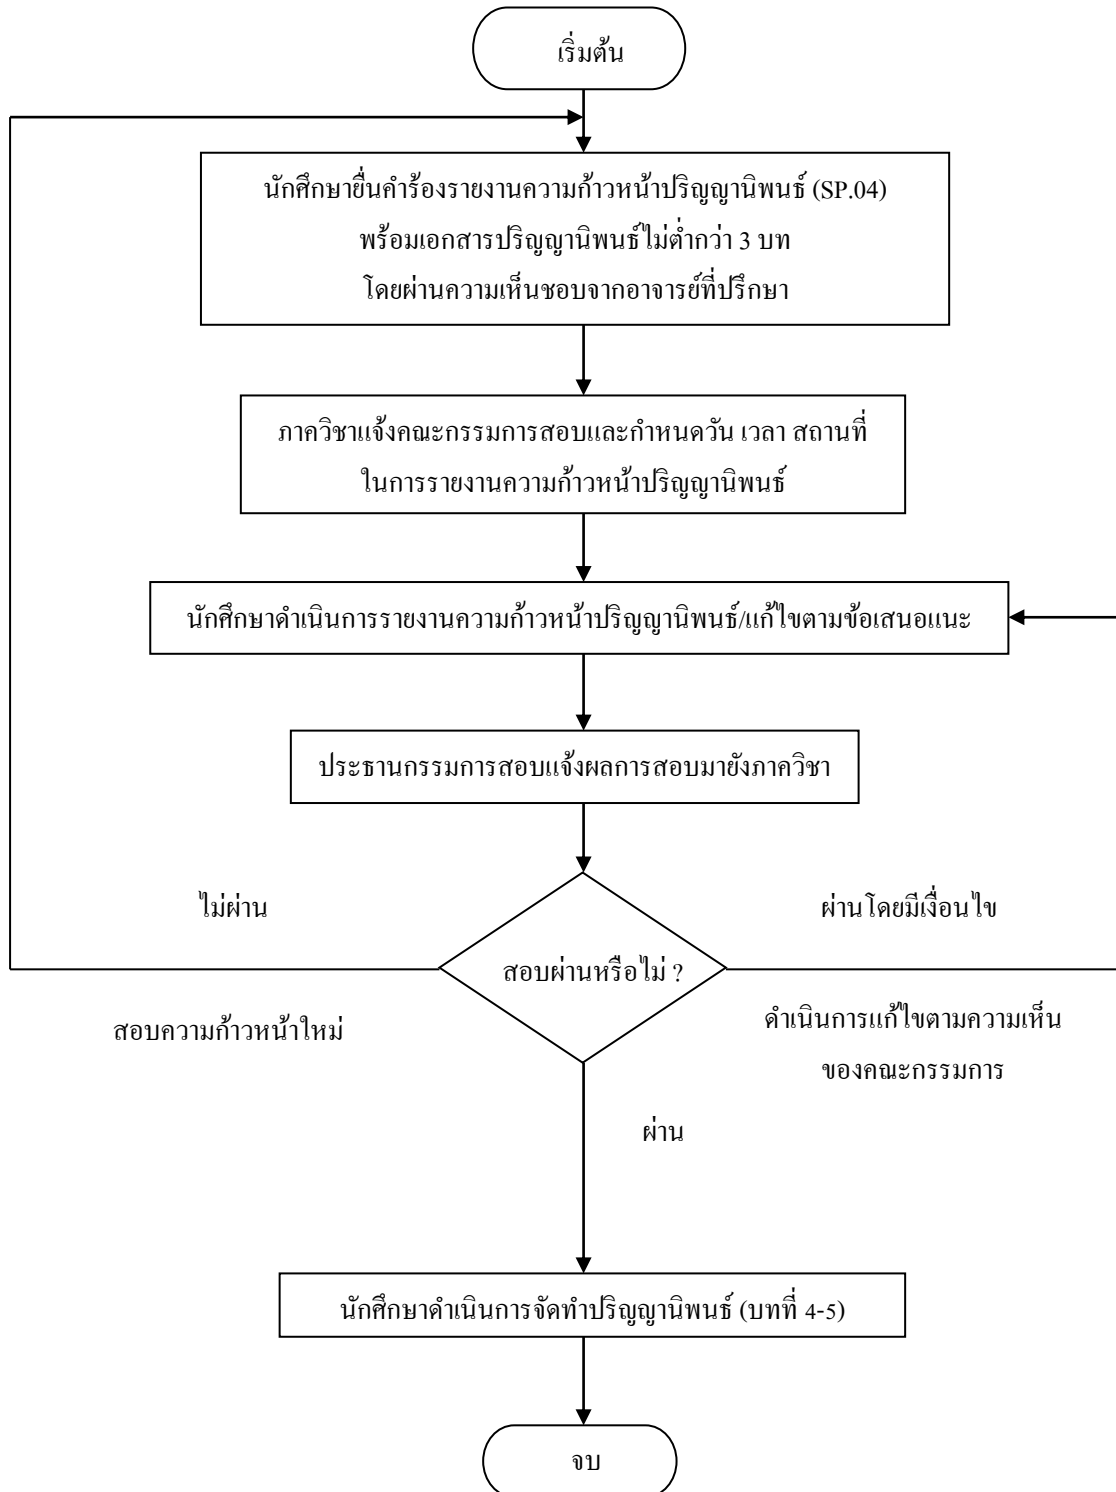 เริ่มต้น
นักศึกษายื่นคำร้องรายงานความก้าวหน้าปริญญานิพนธ์ (SP.04)
พร้อมเอกสารปริญญานิพนธ์ไม่ต่ำกว่า 3 บท
โดยผ่านความเห็นชอบจากอาจารย์ที่ปรึกษา
ภาควิชาแจ้งคณะกรรมการสอบและกำหนดวัน เวลา สถานที่
ในการรายงานความก้าวหน้าปริญญานิพนธ์
นักศึกษาดำเนินการรายงานความก้าวหน้าปริญญานิพนธ์/แก้ไขตามข้อเสนอแนะ
ประธานกรรมการสอบแจ้งผลการสอบมายังภาควิชา
ไม่ผ่าน
ผ่านโดยมีเงื่อนไข
สอบผ่านหรือไม่ ?
สอบความก้าวหน้าใหม่
ดำเนินการแก้ไขตามความเห็น
ของคณะกรรมการ
ผ่าน
นักศึกษาดำเนินการจัดทำปริญญานิพนธ์ (บทที่ 4-5)
จบ